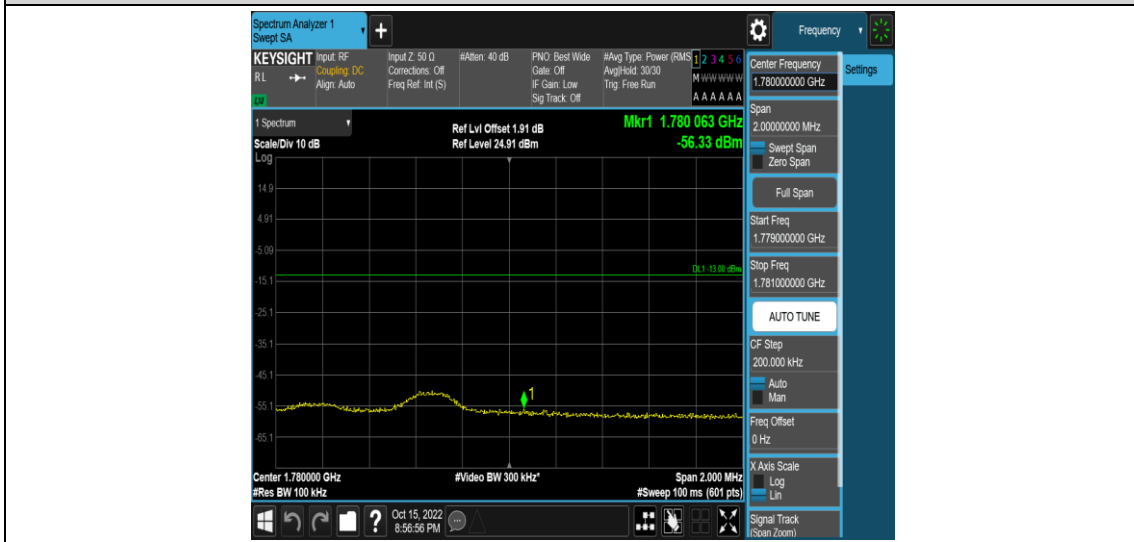 Spectrum Analyzer 1
Swept SA
Frequency
KEYSIGHT
RL
Input: RF
Coupling: DC
Align: Auto
Input Z: 50 Ω
Corrections: Off
Freq Ref: Int (S)
#Atten: 40 dB
PNO: Best Wide
Gate: Off
IF Gain: Low
Sig Track: Off
#Avg Type: Power (RMS
Avg|Hold: 30/30
Trig: Free Run
1 2 3 4 5 6
M W W W W W
A A A A A A
LXI
1 Spectrum
Scale/Div 10 dB
Ref Lvl Offset 1.91 dB
Ref Level 24.91 dBm
Mkr1 1.780 063 GHz
-56.33 dBm
Log
14.9
4.91
-5.09
-15.1
-25.1
-35.1
-45.1
-55.1
-65.1
DL1 -13.00 dBm
1
Center 1.780000 GHz
#Res BW 100 kHz
#Video BW 300 kHz*
Span 2.000 MHz
#Sweep 100 ms (601 pts)
Center Frequency
1.780000000 GHz
Settings
Span
2.00000000 MHz
Swept Span
Zero Span
Full Span
Start Freq
1.779000000 GHz
Stop Freq
1.781000000 GHz
AUTO TUNE
CF Step
200.000 kHz
Auto
Man
Freq Offset
0 Hz
X Axis Scale
Log
Lin
Signal Track
(Span Zoom)
?
Oct 15, 2022
8:56:56 PM